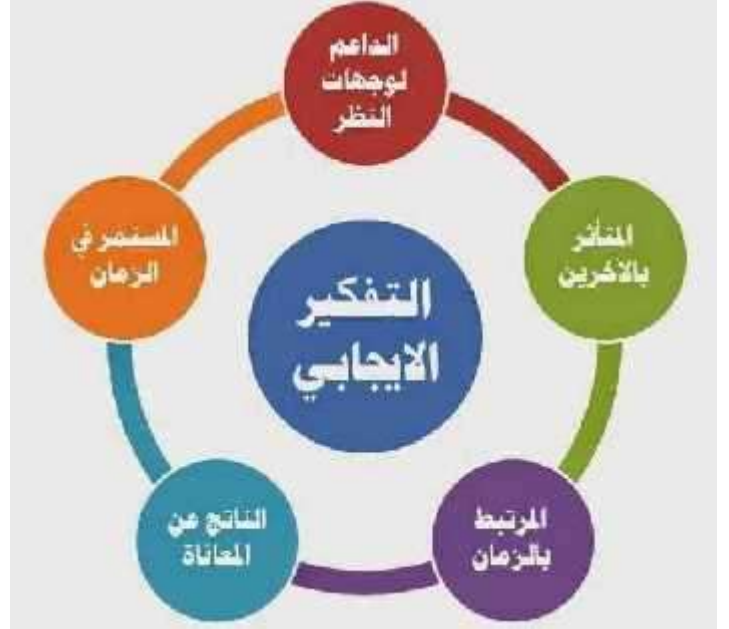 الداعم
لوجهات
النظر
المتأثر
بالآخرين
المرتبط
بالزمان
الناتج عن
المعاناة
المستمر في
الزمان
التفكير
الايجابي